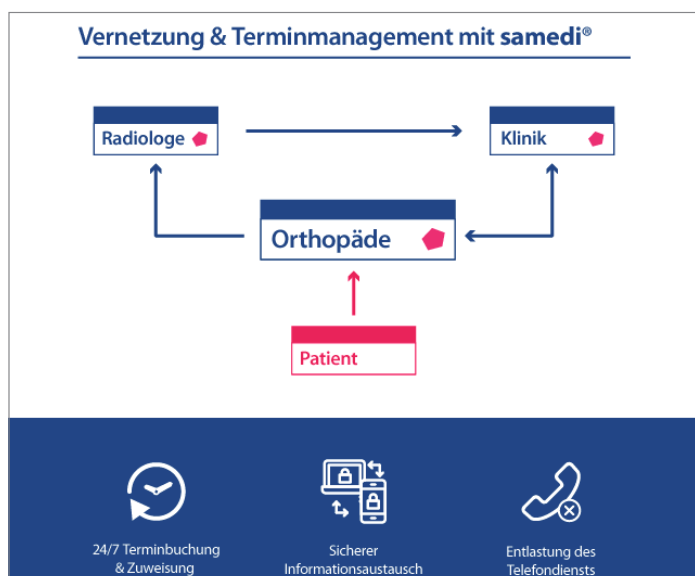 Vernetzung & Terminmanagement mit samedi®
Radiologe
Klinik
Orthopäde
Patient
24/7 Terminbuchung
& Zuweisung
Sicherer
Informationsaustausch
Entlastung des
Telefondiensts